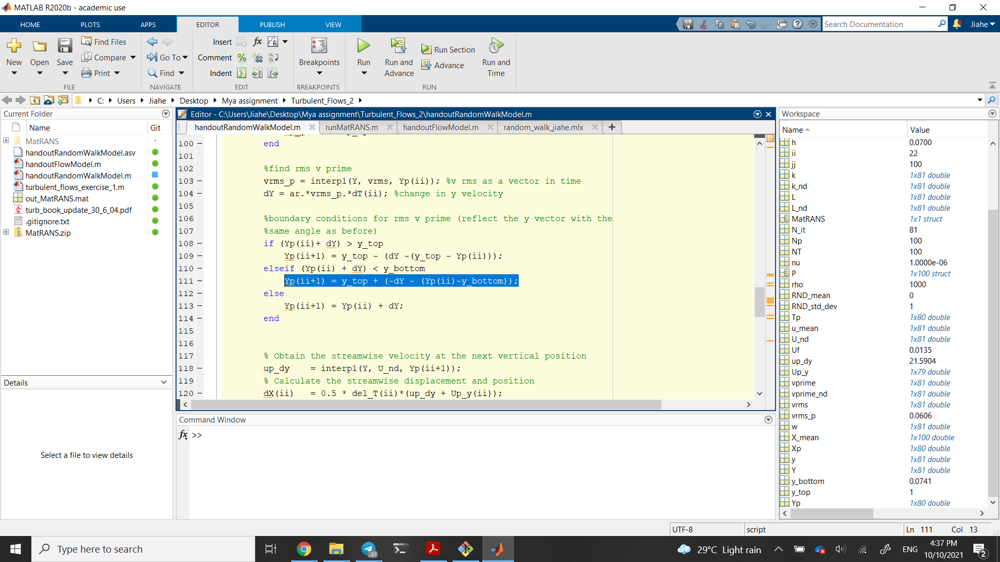 MATLAB R2020b - academic use
HOME PLOTS APPS EDITOR PUBLISH VIEW
Search Documentation
Jiahe
New
Open
Save
Find Files
Compare
Print
FILE
Go To
Find
NAVIGATE
Insert
Comment
Indent
EDIT
Breakpoints
BREAKPOINTS
Run
Run and Advance
Run Section
Advance
Run and Time
RUN
C: Users Jiahe Desktop Mya assignment Turbulent_Flows_2
Current Folder
Name Git
MatRANS
handoutRandomWalkModel.asv
handoutFlowModel.m
handoutRandomWalkModel.m
turbulent_flows_exercise_1.m
out_MatRANS.mat
turb_book_update_30_6_04.pdf
.gitignore.txt
MatRANS.zip
Details
Select a file to view details
Editor - C:\Users\Jiahe\Desktop\Mya assignment\Turbulent_Flows_2\handoutRandomWalkModel.m
handoutRandomWalkModel.m runMatRANS.m handoutFlowModel.m random_walk_jiahe.mlx
100 – end
101
102 %find rms v prime
103 – vrms_p = interp1(Y, vrms, Yp(ii)); %v rms as a vector in time
104 – dY = ar.*vrms_p.*dT(ii); %change in y velocity
105
106 %boundary conditions for rms v prime (reflect the y vector with the
107 %same angle as before)
108 – if (Yp(ii)+ dY) > y_top
109 – Yp(ii+1) = y_top - (dY -(y_top - Yp(ii)));
110 – elseif (Yp(ii) + dY) < y_bottom
111 – Yp(ii+1) = y_top + (-dY - (Yp(ii)-y_bottom));
112 – else
113 – Yp(ii+1) = Yp(ii) + dY;
114 – end
115
116
117 % Obtain the streamwise velocity at the next vertical position
118 – up_dy = interp1(Y, U_nd, Yp(ii+1));
119 % Calculate the streamwise displacement and position
120 – dX(ii) = 0.5 * del_T(ii)*(up_dy + Up_y(ii));
Command Window
fx >>
Workspace
Name Value
h 0.0700
ii 22
jj 100
k 1x81 double
k_nd 1x81 double
L 1x81 double
L_nd 1x81 double
MatRANS 1x1 struct
N_it 81
Np 100
NT 100
nu 1.0000e-06
P 1x100 struct
rho 1000
RND_mean 0
RND_std_dev 1
Tp 1x80 double
u_mean 1x81 double
U_nd 1x81 double
Uf 0.0135
up_dy 21.5904
Up_y 1x79 double
vprime 1x81 double
vprime_nd 1x81 double
vrms 1x81 double
vrms_p 0.0606
w 1x81 double
X_mean 1x100 double
Xp 1x80 double
y 1x81 double
Y 1x81 double
y_bottom 0.0741
y_top 1
Yp 1x80 double
UTF-8 script Ln 111 Col 13
Type here to search
81
29°C Light rain
ENG
4:37 PM
10/10/2021
2